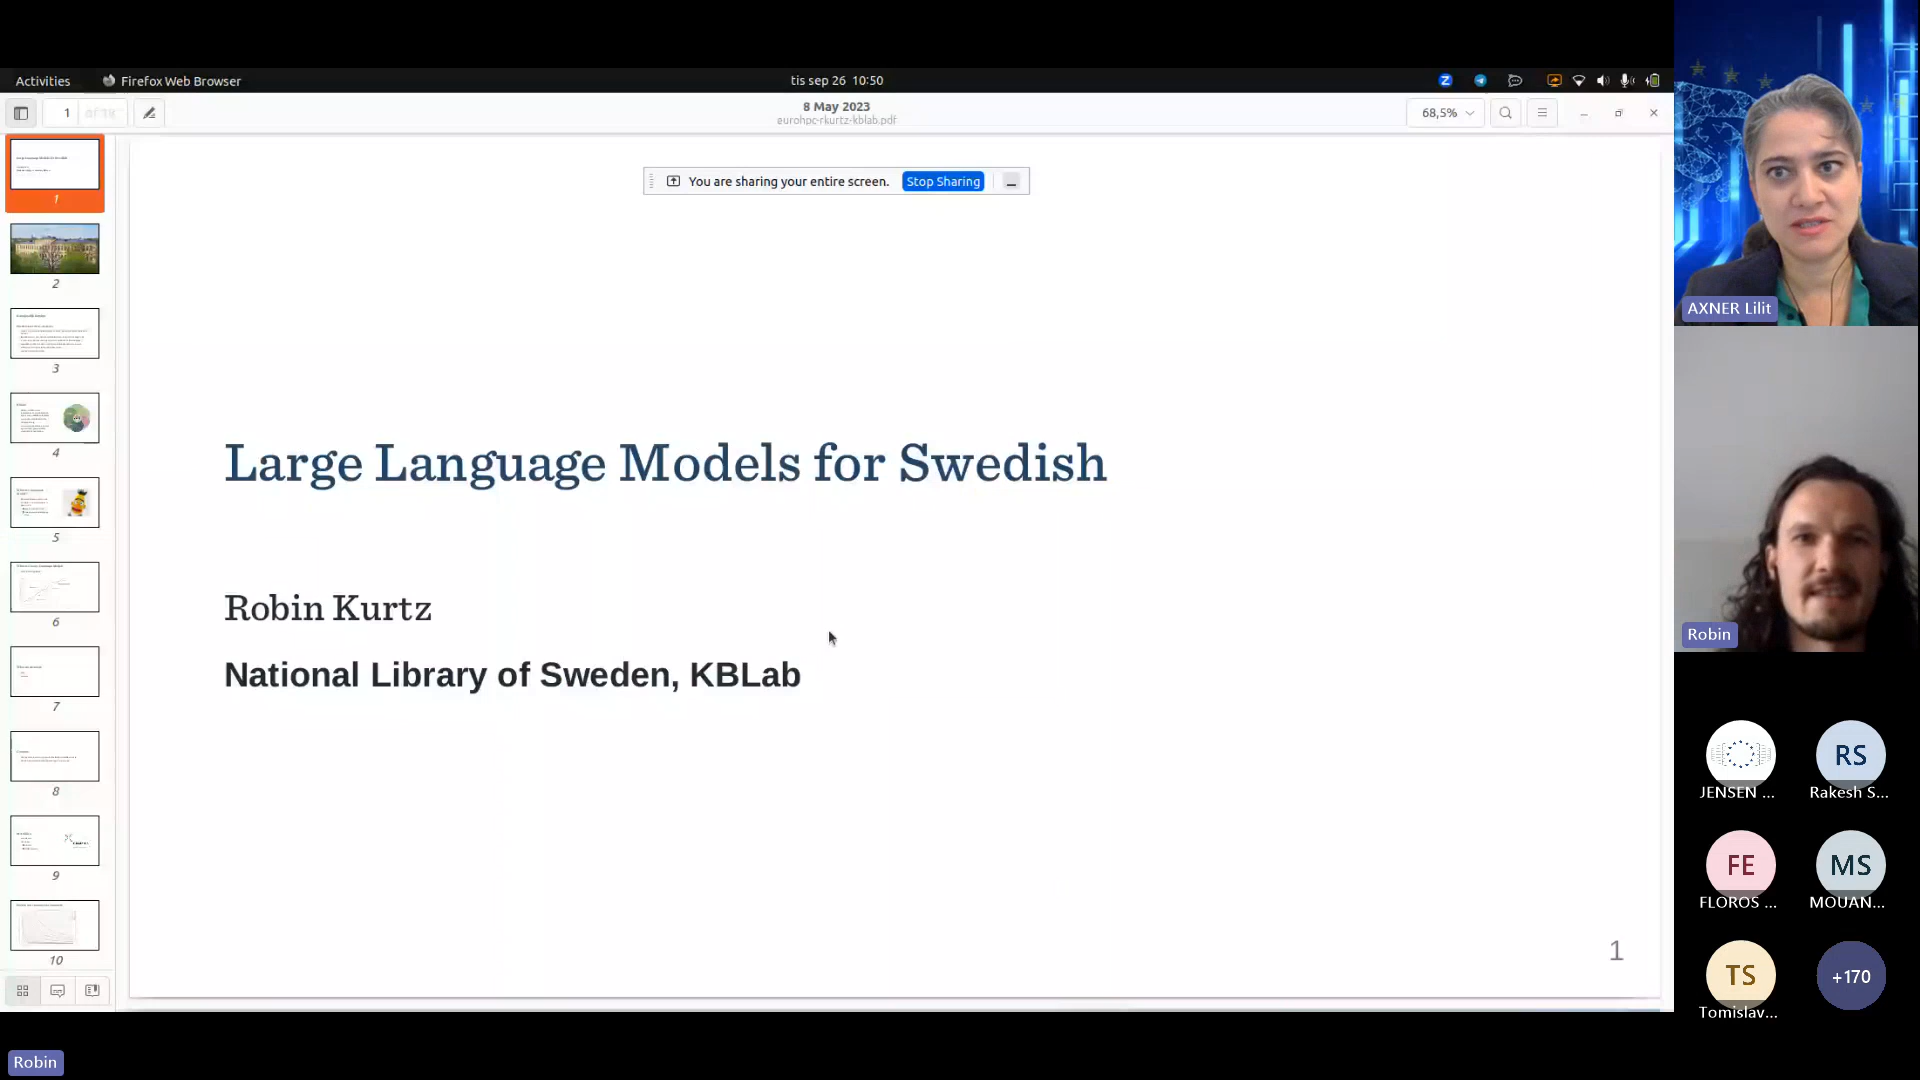 Activities
Firefox Web Browser
tis sep 26 10:50
1
of 18
8 May 2023
eurohpc-rkurtz-kblab.pdf
68,5%
You are sharing your entire screen.
Stop Sharing
1
2
3
4
5
6
7
8
9
10
Large Language Models for Swedish
Robin Kurtz
National Library of Sweden, KBLab
1
AXNER Lilit
Robin
JENSEN ...
RS
Rakesh S...
FE
FLOROS ...
MS
MOUAN...
TS
Tomislav...
+170
Robin